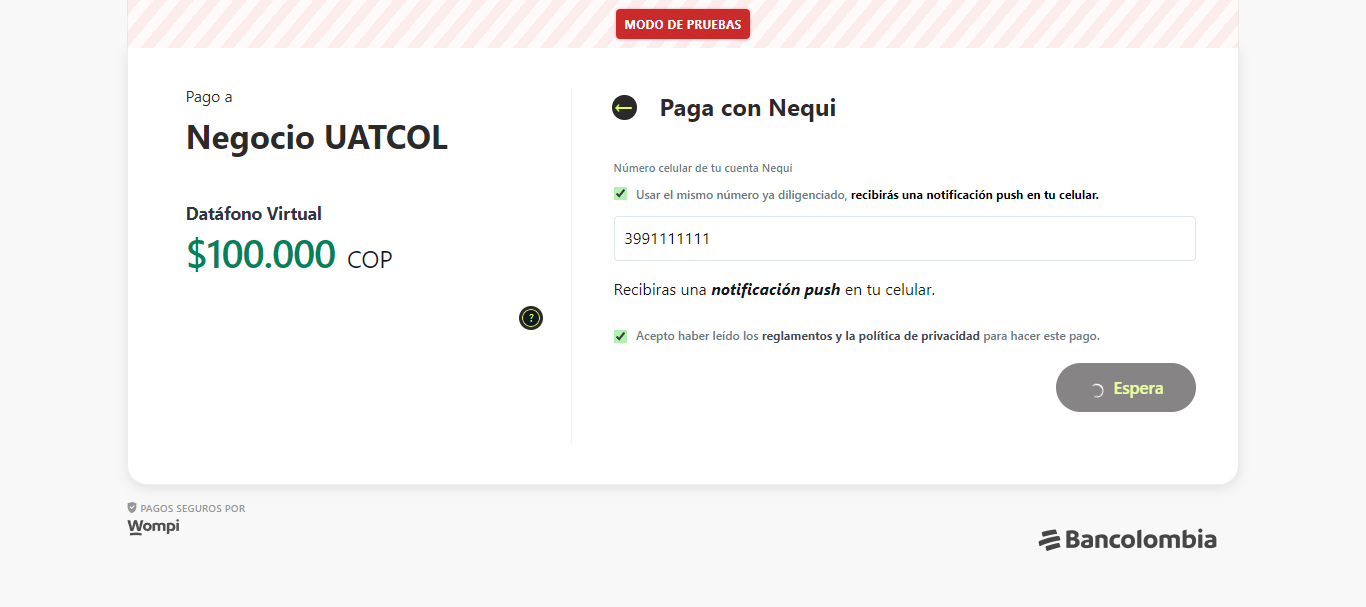 MODO DE PRUEBAS
Pago a
Negocio UATCOL
Datáfono Virtual
$100.000 COP
?
Paga con Nequi
Número celular de tu cuenta Nequi
Usar el mismo número ya diligenciado, recibirás una notificación push en tu celular.
3991111111
Recibiras una notificación push en tu celular.
Acepto haber leído los reglamentos y la política de privacidad para hacer este pago.
Espera
PAGOS SEGUROS POR
Wompi
Bancolombia